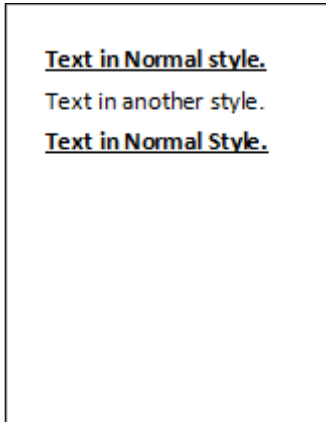 Text in Normal style.
Text in another style.
Text in Normal Style.